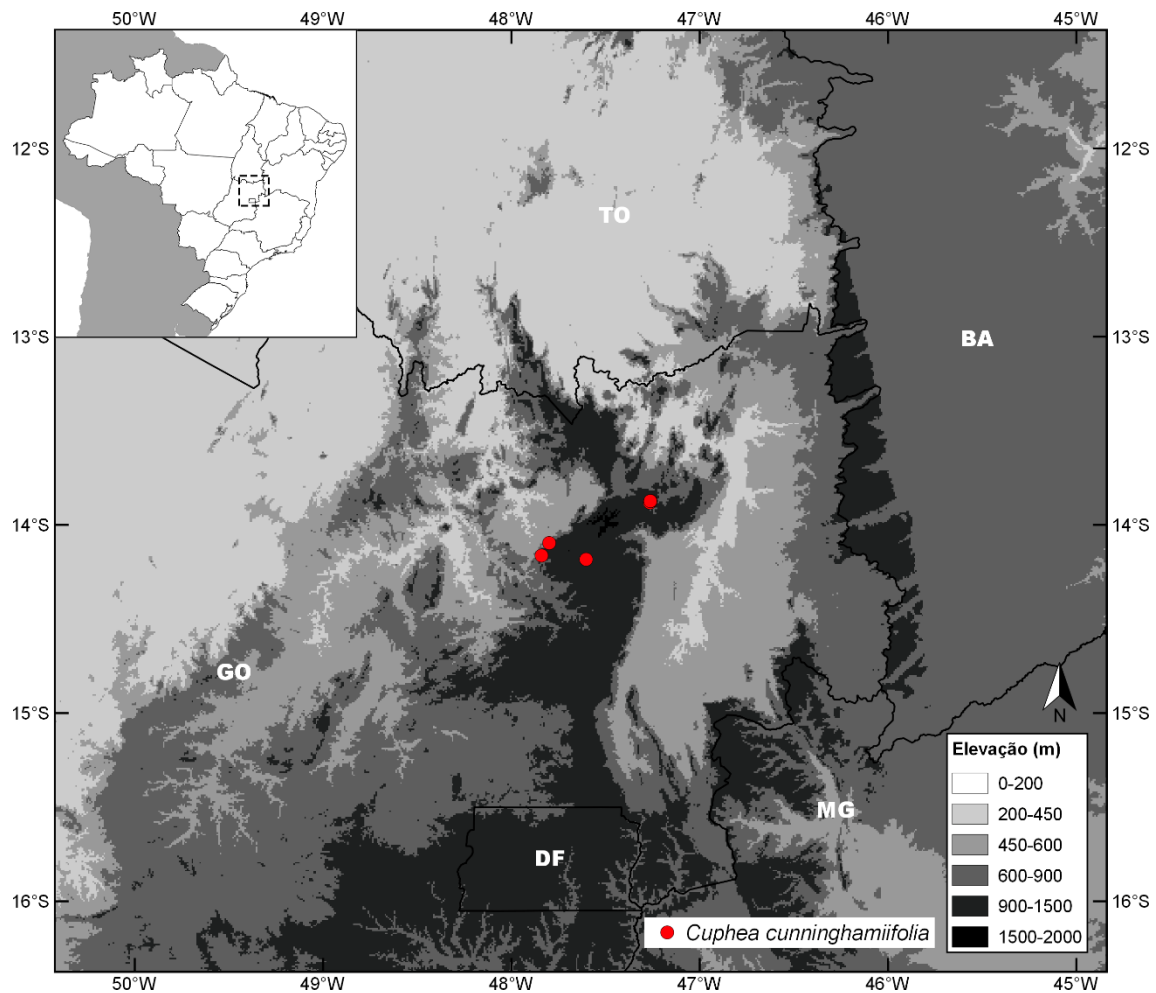 50°W 49°W 48°W 47°W 46°W 45°W
12°S 12°S
TO
13°S 13°S
BA
14°S 14°S
GO
15°S 15°S
N
Elevação (m)
0-200
200-450
450-600
600-900
900-1500
1500-2000
MG
DF
16°S 16°S
Cuphea cunninghamiifolia
50°W 49°W 48°W 47°W 46°W 45°W